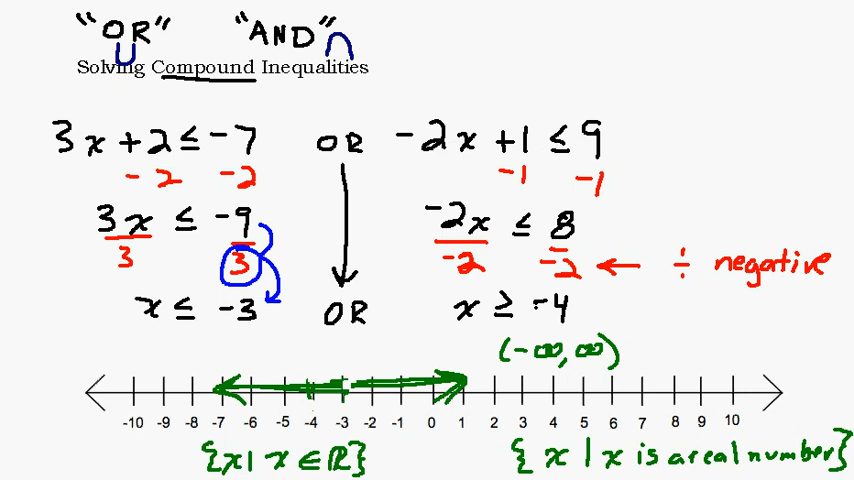 "OR" "AND" ∩
∪
Solving Compound Inequalities
3x + 2 ≤ -7 OR -2x + 1 ≤ 9
-2 -2 -1 -1
3x ≤ -9 -2x ≤ 8
3 3 -2 -2 ← ÷ negative
x ≤ -3 OR x ≥ -4
(-∞, ∞)
-10 -9 -8 -7 -6 -5 -4 -3 -2 -1 0 1 2 3 4 5 6 7 8 9 10
{x| x ∈ ℝ} {x | x is a real number}